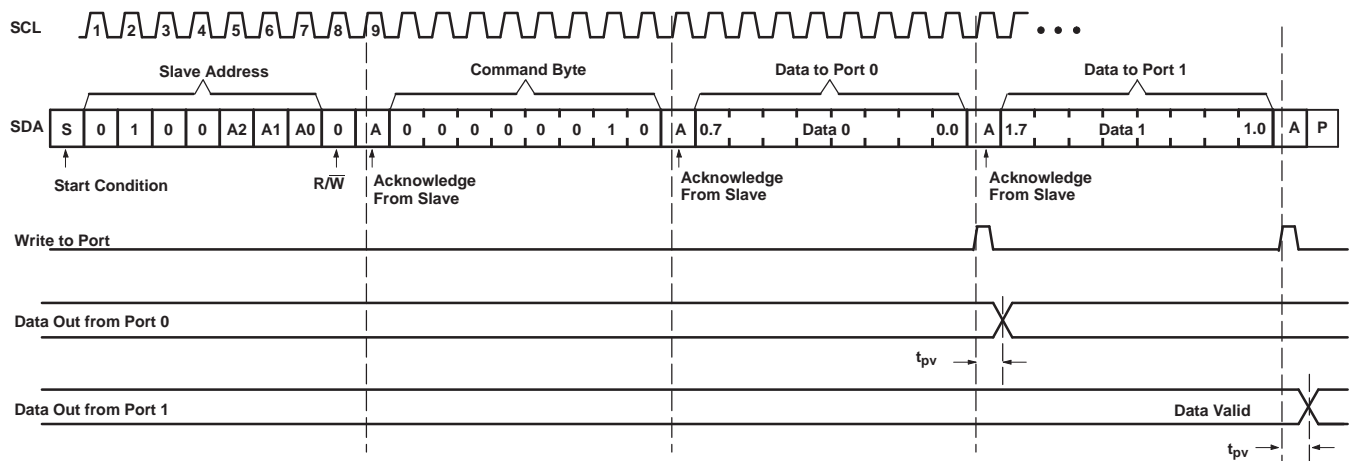 SCL 1 2 3 4 5 6 7 8 9
Slave Address Command Byte Data to Port 0 Data to Port 1
SDA S 0 1 0 0 A2 A1 A0 0 A 0 0 0 0 0 0 1 0 A 0.7 Data 0 0.0 A 1.7 Data 1 1.0 A P
Start Condition R/W̅ Acknowledge From Slave Acknowledge From Slave Acknowledge From Slave
Write to Port
Data Out from Port 0
tpv
Data Out from Port 1 Data Valid
tpv